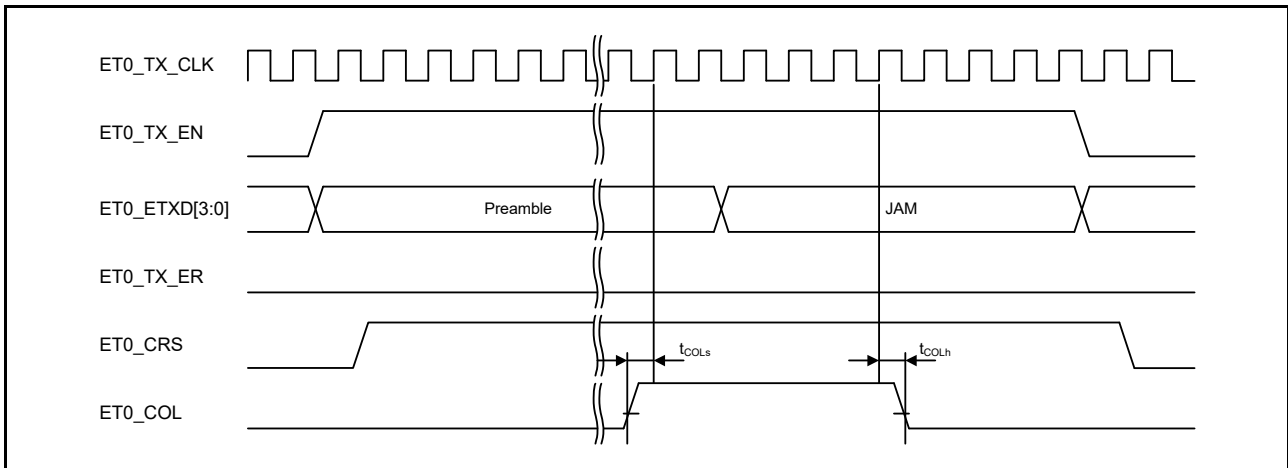 ET0_TX_CLK
ET0_TX_EN
ET0_ETXD[3:0]
Preamble
JAM
ET0_TX_ER
ET0_CRS
tCOLs
tCOLh
ET0_COL